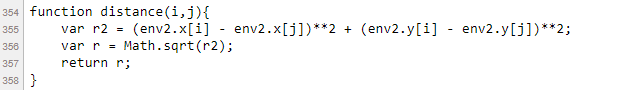 354 function distance(i,j){
355     var r2 = (env2.x[i] - env2.x[j])**2 + (env2.y[i] - env2.y[j])**2;
356     var r = Math.sqrt(r2);
357     return r;
358 }